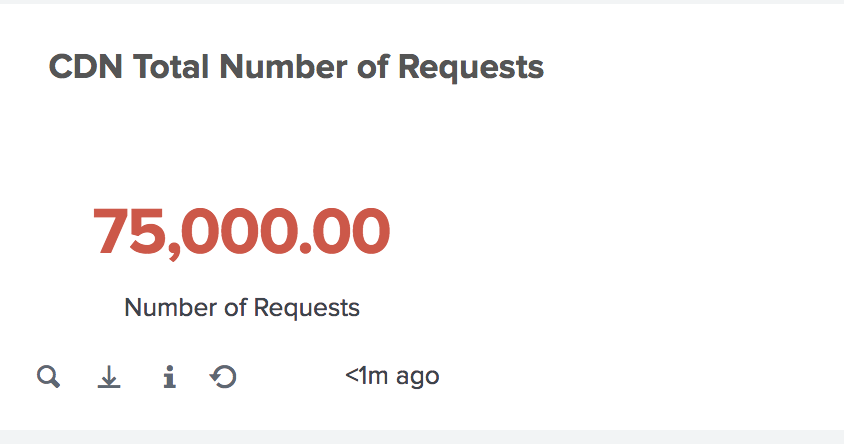 CDN Total Number of Requests
75,000.00
Number of Requests
<1m ago